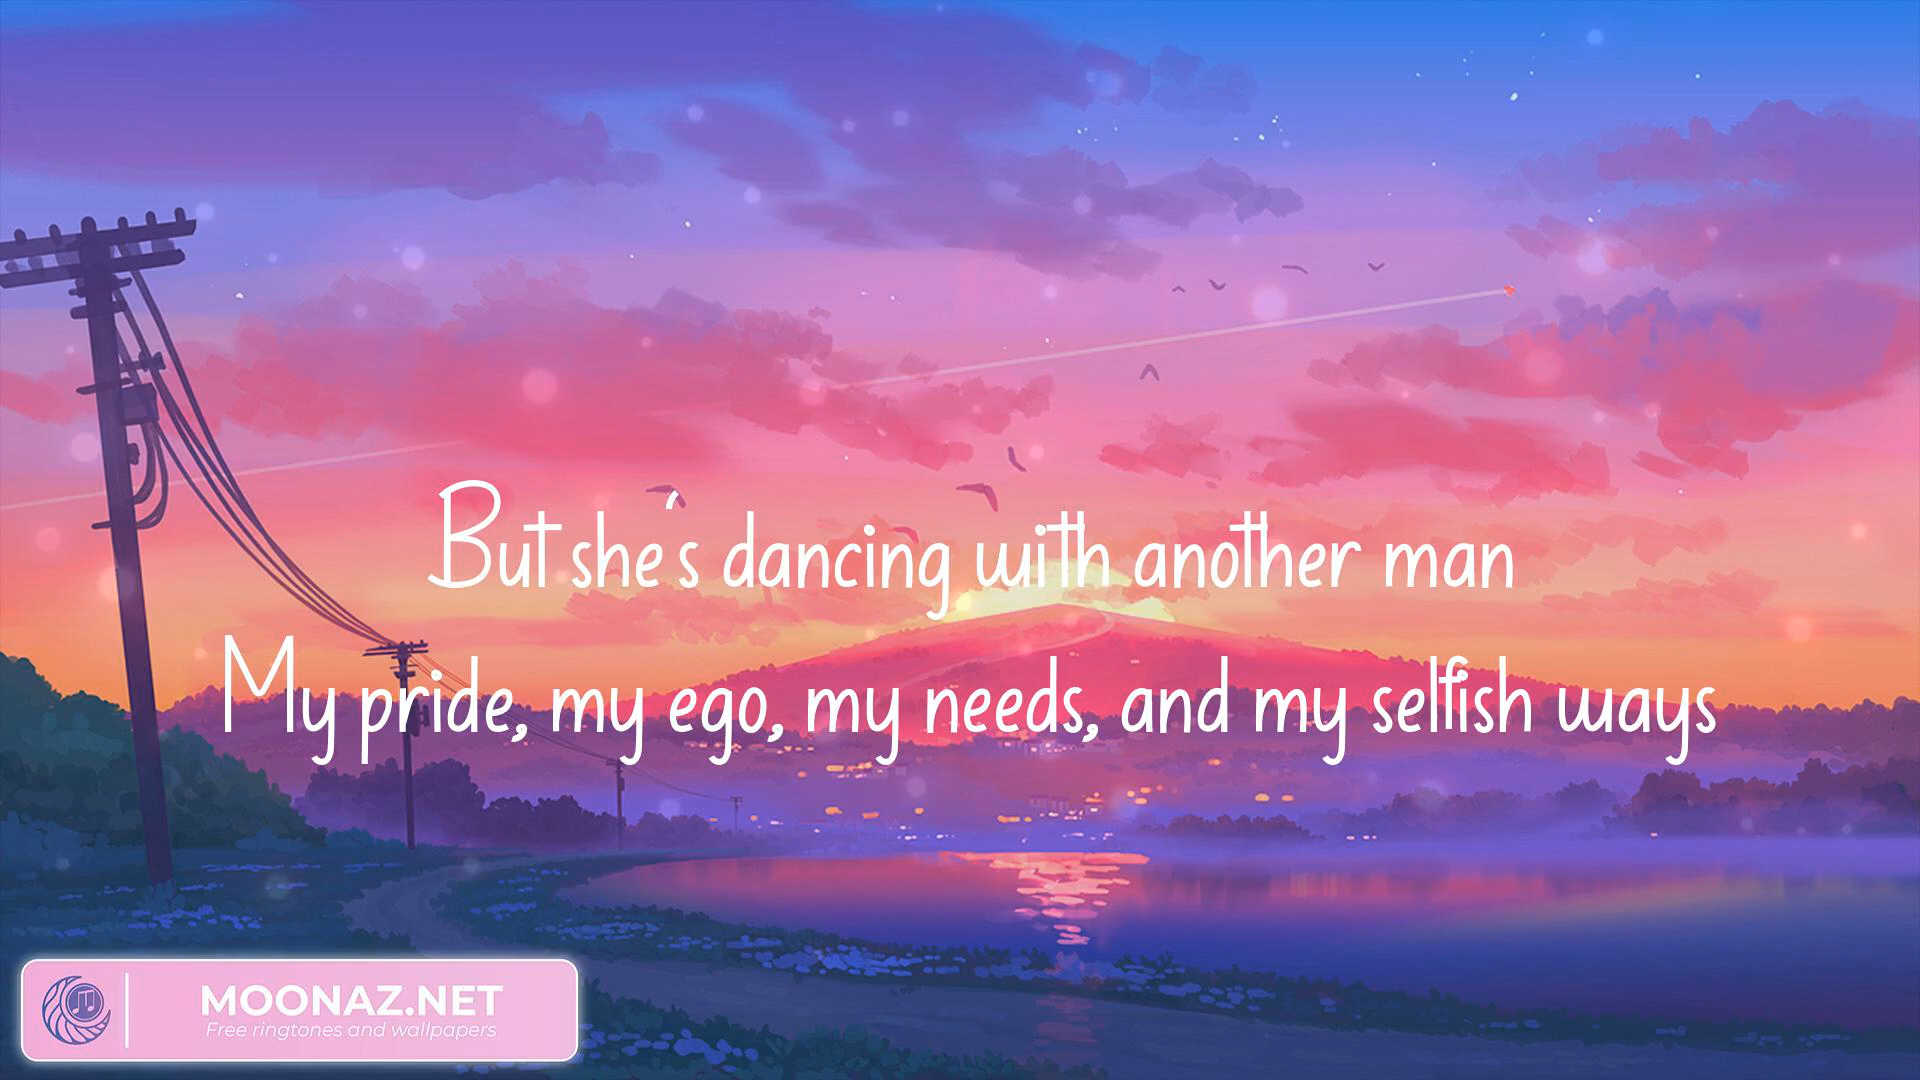 But she's dancing with another man
My pride, my ego, my needs, and my selfish ways
MOONAZ.NET
Free ringtones and wallpapers